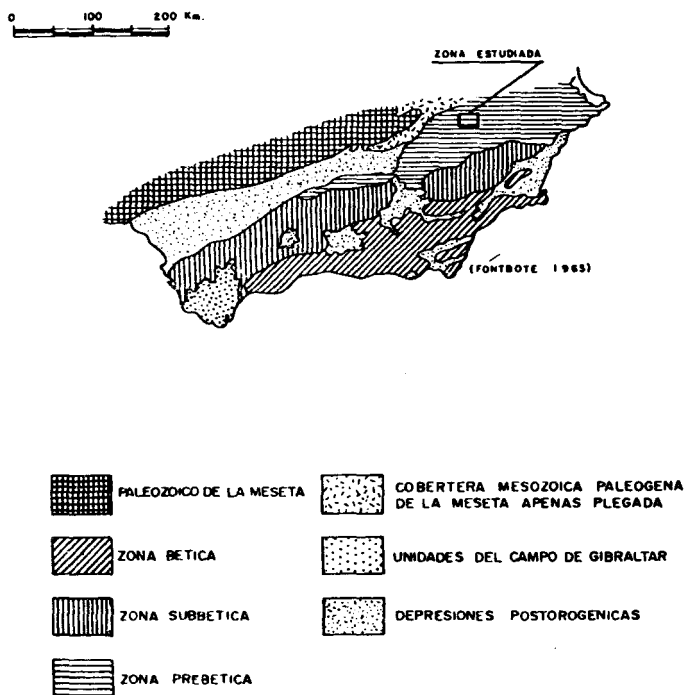 0 100 200 Km.
ZONA ESTUDIADA
(FONTBOTE 1965)
PALEOZOICO DE LA MESETA
ZONA BETICA
ZONA SUBBETICA
ZONA PREBETICA
COBERTERA MESOZOICA PALEOGENA
DE LA MESETA APENAS PLEGADA
UNIDADES DEL CAMPO DE GIBRALTAR
DEPRESIONES POSTOROGENICAS